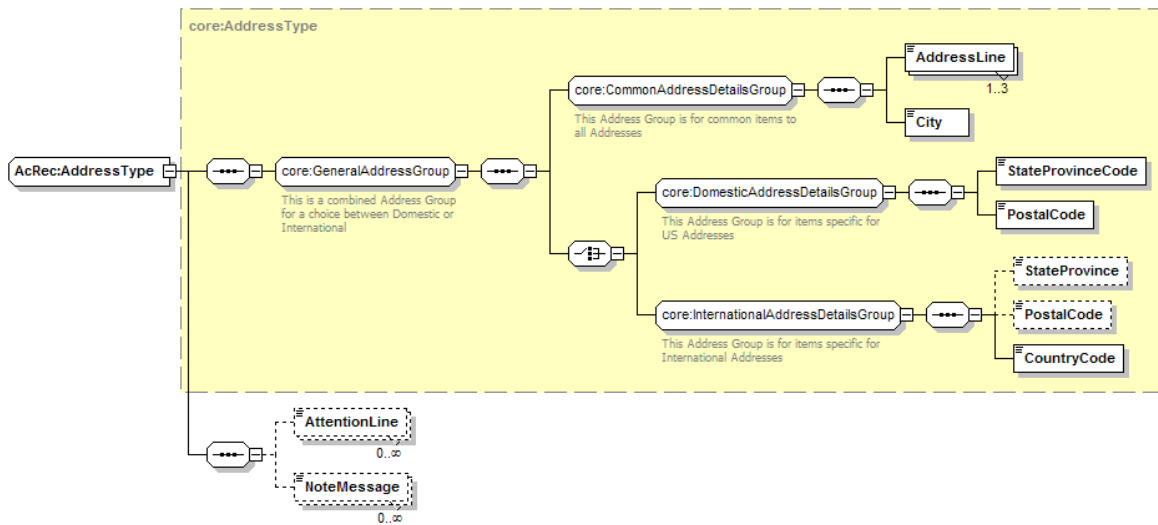 core:AddressType
AddressLine
1..3
core:CommonAddressDetailsGroup
This Address Group is for common items to
all Addresses
City
AcRec:AddressType
core:GeneralAddressGroup
This is a combined Address Group
for a choice between Domestic or
International
core:DomesticAddressDetailsGroup
This Address Group is for items specific for
US Addresses
StateProvinceCode
PostalCode
StateProvince
core:InternationalAddressDetailsGroup
This Address Group is for items specific for
International Addresses
PostalCode
CountryCode
AttentionLine
0..∞
NoteMessage
0..∞